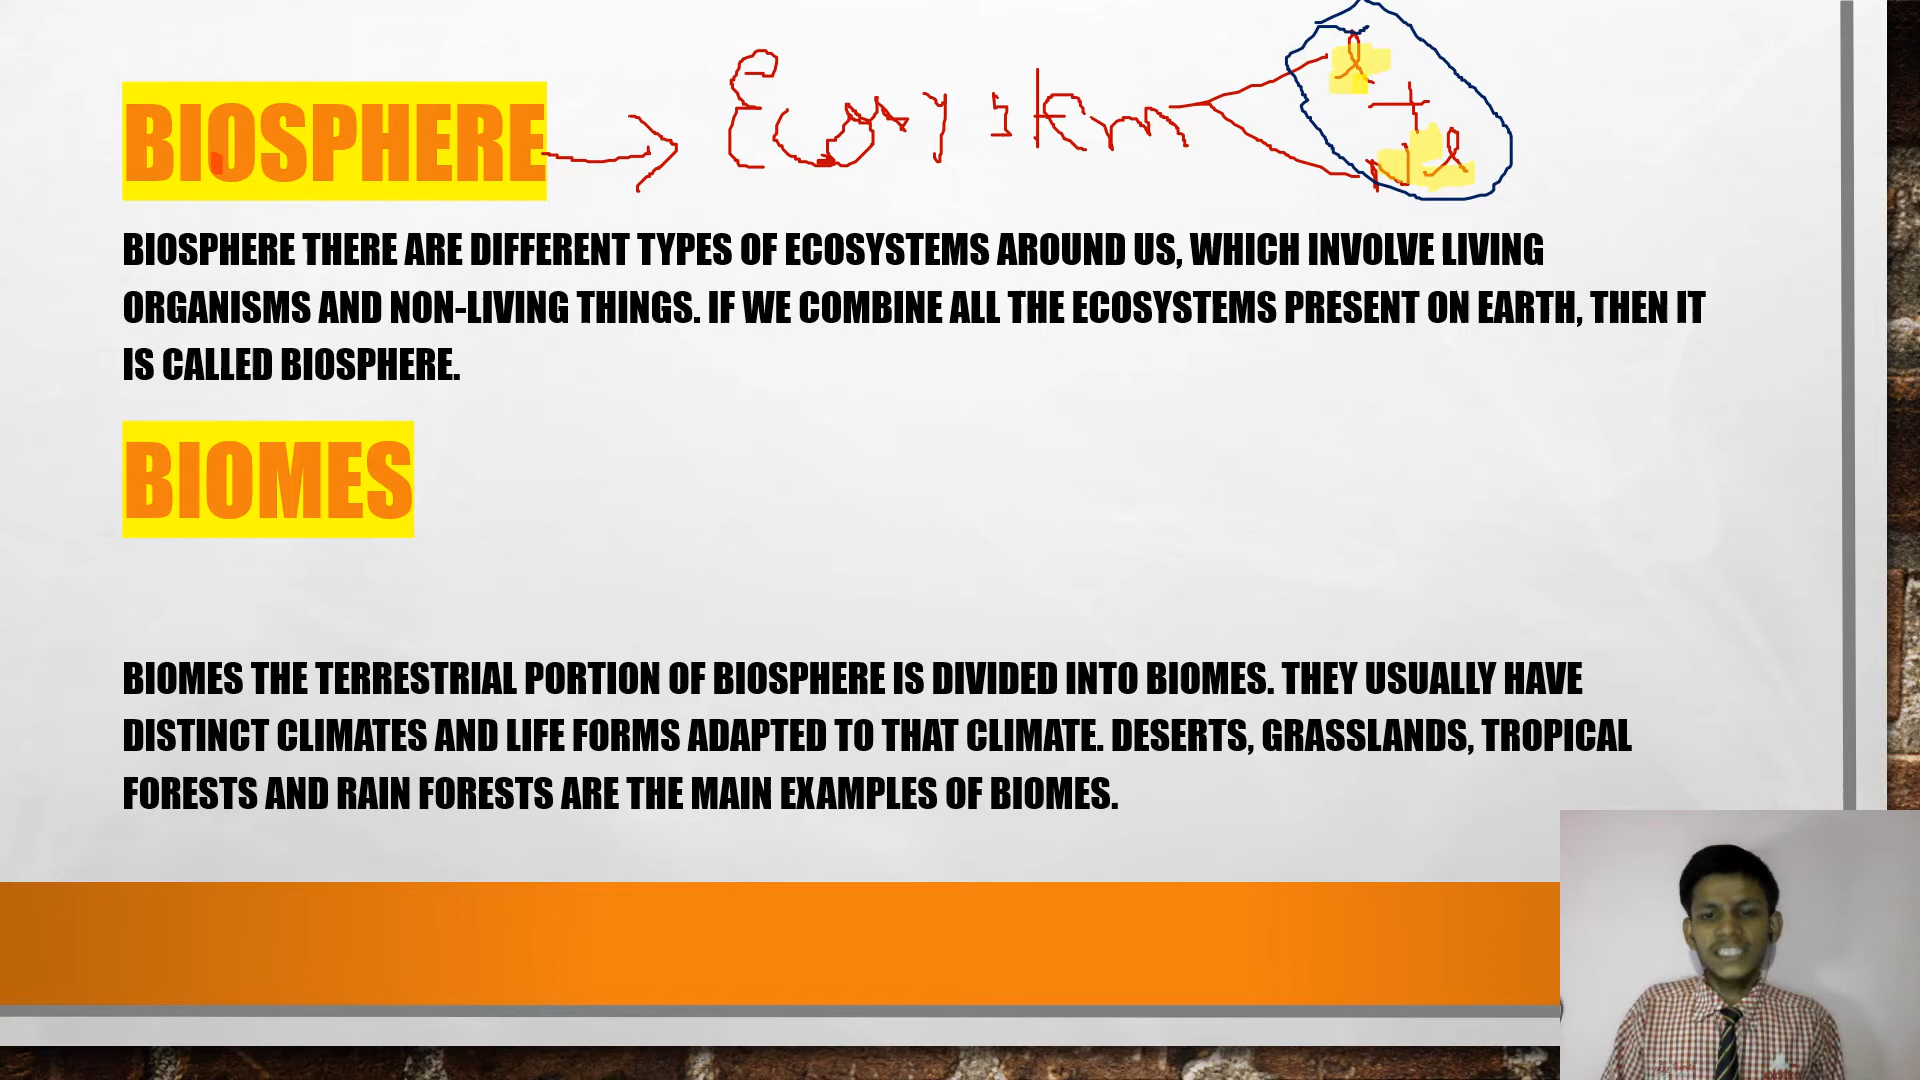 BIOSPHERE
Ecosystem
l
+
Nl
BIOSPHERE THERE ARE DIFFERENT TYPES OF ECOSYSTEMS AROUND US, WHICH INVOLVE LIVING
ORGANISMS AND NON-LIVING THINGS. IF WE COMBINE ALL THE ECOSYSTEMS PRESENT ON EARTH, THEN IT
IS CALLED BIOSPHERE.
BIOMES
BIOMES THE TERRESTRIAL PORTION OF BIOSPHERE IS DIVIDED INTO BIOMES. THEY USUALLY HAVE
DISTINCT CLIMATES AND LIFE FORMS ADAPTED TO THAT CLIMATE. DESERTS, GRASSLANDS, TROPICAL
FORESTS AND RAIN FORESTS ARE THE MAIN EXAMPLES OF BIOMES.